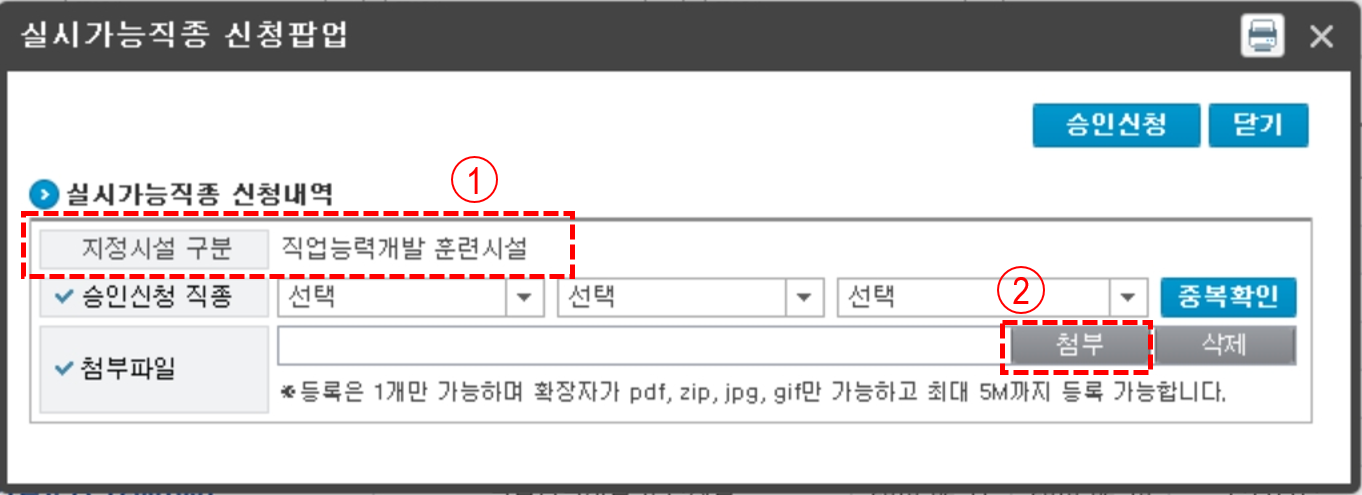 실시가능직종 신청팝업
승인신청 닫기
실시가능직종 신청내역
①
지정시설 구분 직업능력개발 훈련시설
승인신청 직종 선택 선택 선택 중복확인
②
첨부파일 첨부 삭제
※등록은 1개만 가능하며 확장자가 pdf, zip, jpg, gif만 가능하고 최대 5M까지 등록 가능합니다.